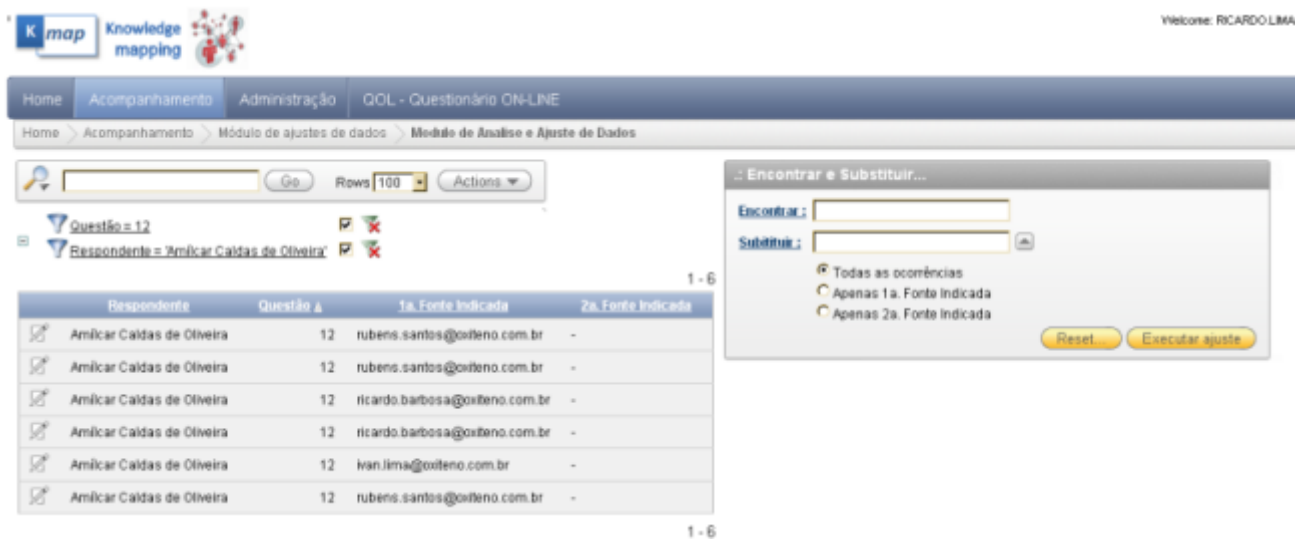 K map Knowledge mapping
Welcome: RICARDO.LIMA
Home Acompanhamento Administração QOL - Questionário ON-LINE
Home Acompanhamento Módulo de ajustes de dados Modulo de Analise e Ajuste de Dados
Go Rows 100 Actions
Questão = 12
Respondente = 'Amílcar Caldas de Oliveira'
1 - 6
Respondente Questão 1a. Fonte Indicada 2a. Fonte Indicada
Amílcar Caldas de Oliveira 12 rubens.santos@oxiteno.com.br -
Amílcar Caldas de Oliveira 12 rubens.santos@oxiteno.com.br -
Amílcar Caldas de Oliveira 12 ricardo.barbosa@oxiteno.com.br -
Amílcar Caldas de Oliveira 12 ricardo.barbosa@oxiteno.com.br -
Amílcar Caldas de Oliveira 12 ivan.lima@oxiteno.com.br -
Amílcar Caldas de Oliveira 12 rubens.santos@oxiteno.com.br -
1 - 6
.: Encontrar e Substituir...
Encontrar :
Subitituir :
Todas as ocorrências
Apenas 1a. Fonte Indicada
Apenas 2a. Fonte Indicada
Reset... Executar ajuste